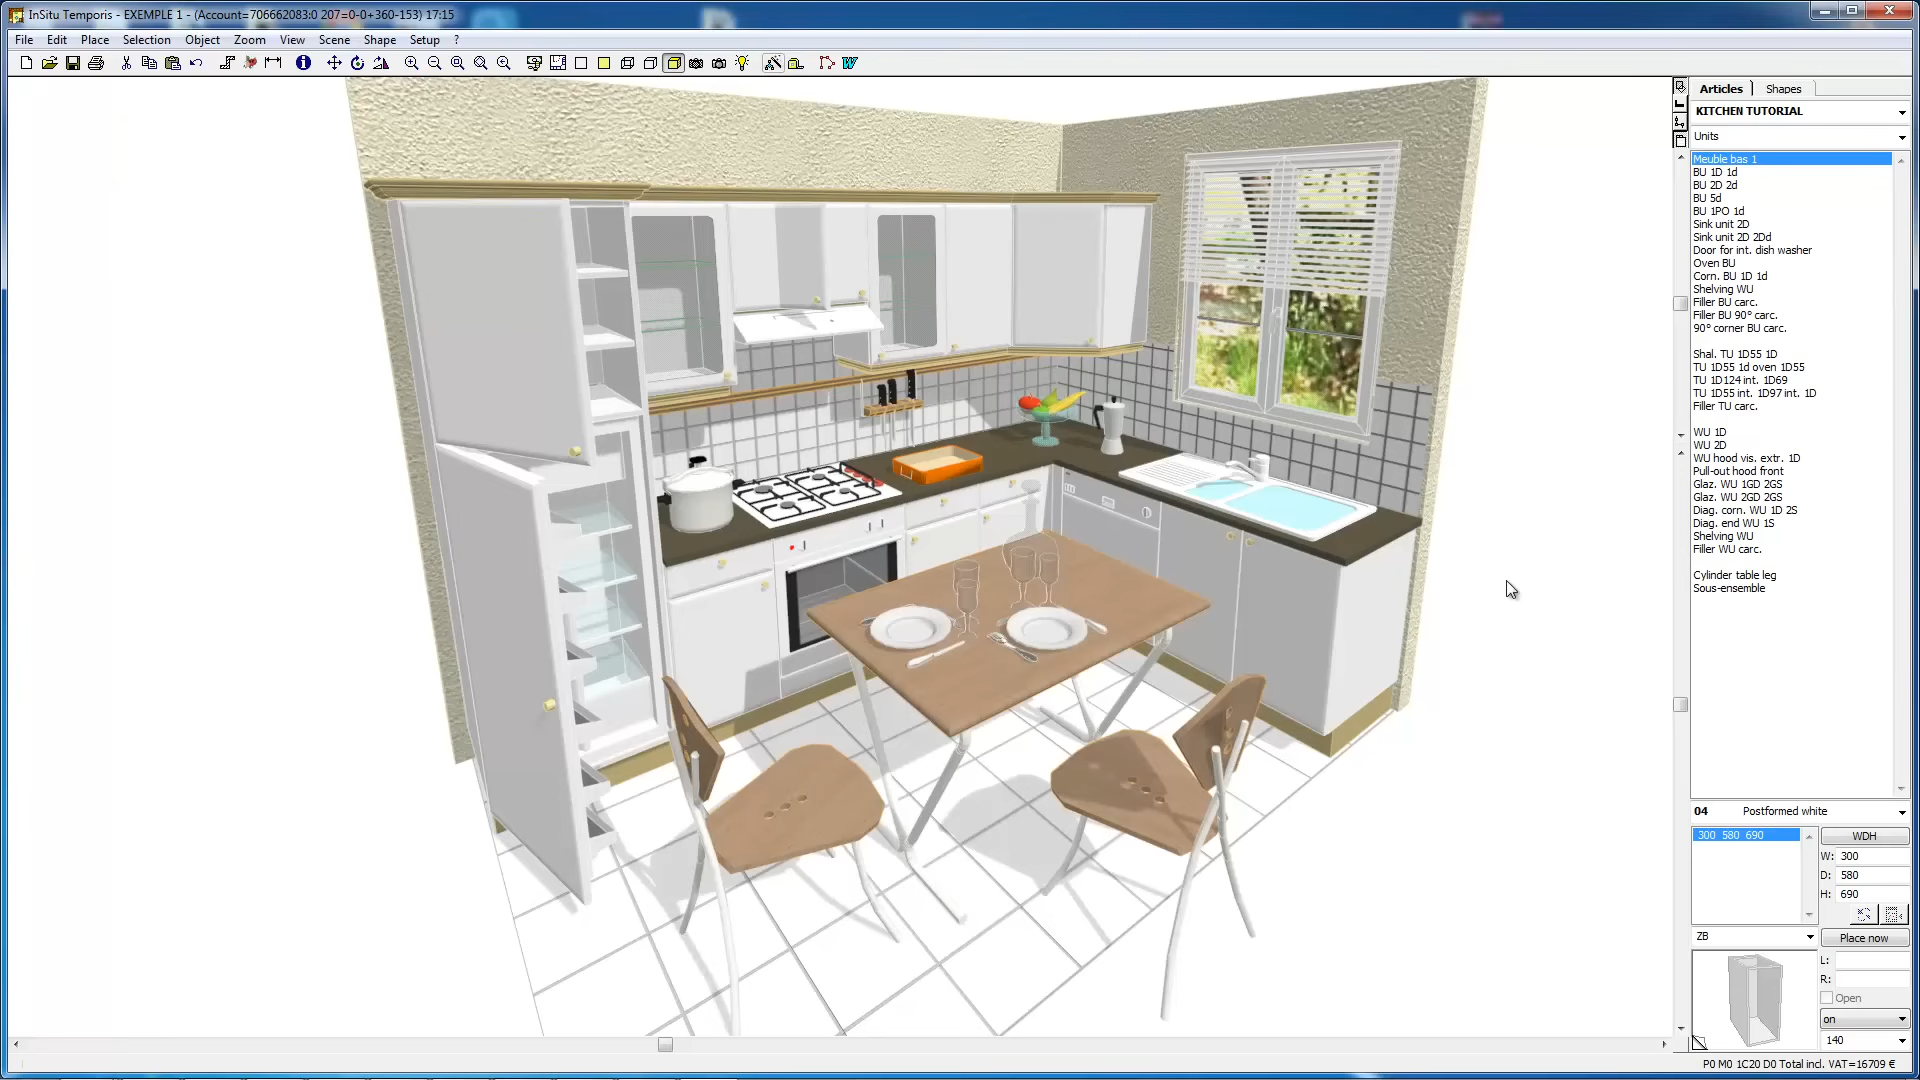 InSitu Temporis - EXEMPLE 1 - (Account=706662083:0 207=0-0+360-153) 17:15
File Edit Place Selection Object Zoom View Scene Shape Setup ?
Articles Shapes
KITCHEN TUTORIAL
Units
Meuble bas 1
BU 1D 1d
BU 2D 2d
BU 5d
BU 1PO 1d
Sink unit 2D
Sink unit 2D 2Dd
Door for int. dish washer
Oven BU
Corn. BU 1D 1d
Shelving WU
Filler BU carc.
Filler BU 90° carc.
90° corner BU carc.
Shal. TU 1D55 1D
TU 1D55 1d oven 1D55
TU 1D124 int. 1D69
TU 1D55 int. 1D97 int. 1D
Filler TU carc.
WU 1D
WU 2D
WU hood vis. extr. 1D
Pull-out hood front
Glaz. WU 1GD 2GS
Glaz. WU 2GD 2GS
Diag. corn. WU 1D 2S
Diag. end WU 1S
Shelving WU
Filler WU carc.
Cylinder table leg
Sous-ensemble
04 Postformed white
300 580 690
WDH
W: 300
D: 580
H: 690
ZB
Place now
L:
R:
Open
on
140
P0 M0 1C20 D0 Total incl. VAT=16709 €